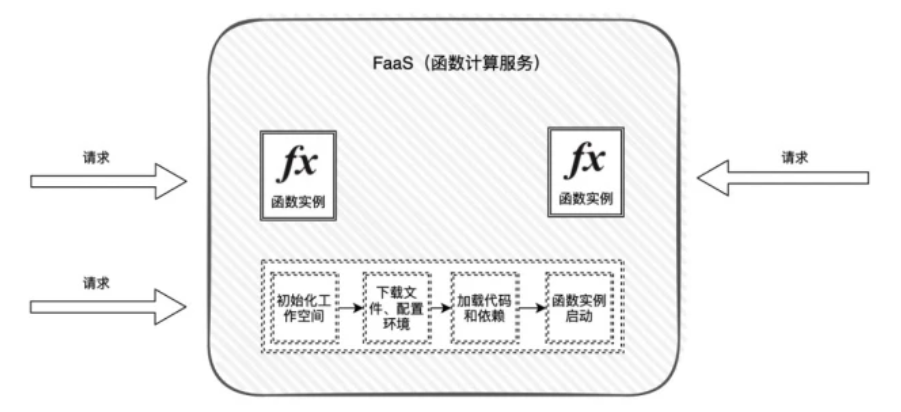 FaaS（函数计算服务）
请求
fx
函数实例
fx
函数实例
请求
请求
初始化工
作空间
下载文
件、配置
环境
加载代码
和依赖
函数实例
启动